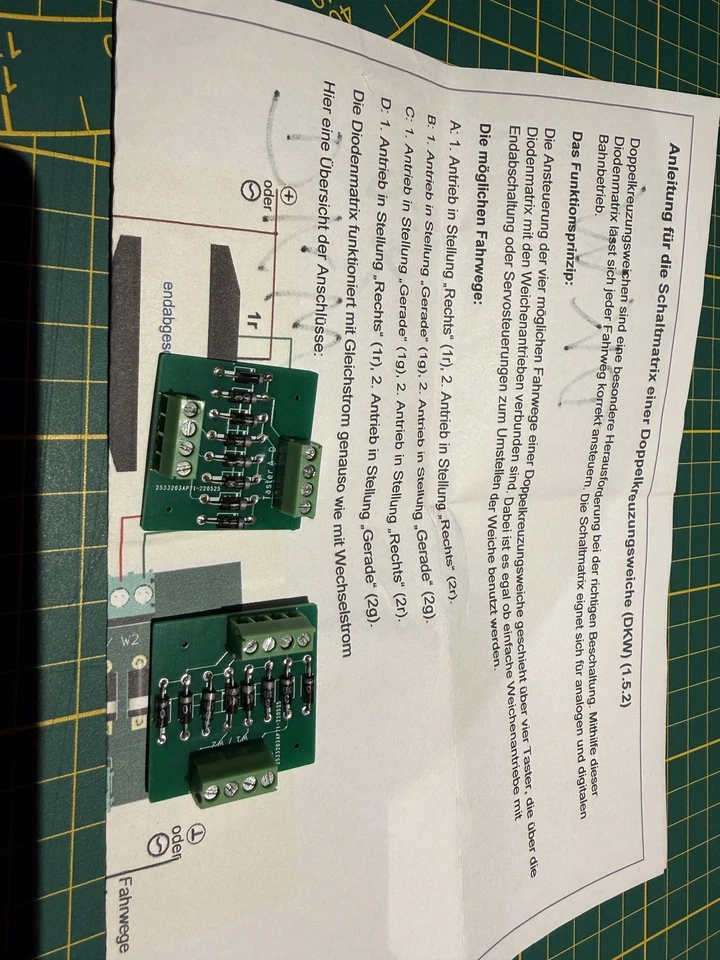 Anleitung für die Schaltmatrix einer Doppelkreuzungsweiche (DKW) (1.5.2)
Doppelkreuzungsweichen sind eine besondere Herausforderung bei der richtigen Beschaltung. Mithilfe dieser
Diodenmatrix lässt sich jeder Fahrweg korrekt ansteuern. Die Schaltmatrix eignet sich für analogen und digitalen
Bahnbetrieb.
Das Funktionsprinzip:
Die Ansteuerung der vier möglichen Fahrwege einer Doppelkreuzungsweiche geschieht über vier Taster, die über die
Diodenmatrix mit den Weichenantrieben verbunden sind. Dabei ist es egal ob einfache Weichenantriebe mit
Endabschaltung oder Servosteuerungen zum Umstellen der Weiche benutzt werden.
Die möglichen Fahrwege:
A: 1. Antrieb in Stellung „Rechts“ (1r), 2. Antrieb in Stellung „Rechts“ (2r).
B: 1. Antrieb in Stellung „Gerade“ (1g), 2. Antrieb in Stellung „Gerade“ (2g).
C: 1. Antrieb in Stellung „Gerade“ (1g), 2. Antrieb in Stellung „Rechts“ (2r).
D: 1. Antrieb in Stellung „Rechts“ (1r), 2. Antrieb in Stellung „Gerade“ (2g).
Die Diodenmatrix funktioniert mit Gleichstrom genauso wie mit Wechselstrom
Hier eine Übersicht der Anschlüsse:
+
oder
1r
endabges
Taster A-D
2533203AP71-220525
W2
W1 / W2
oder
Fahrwege